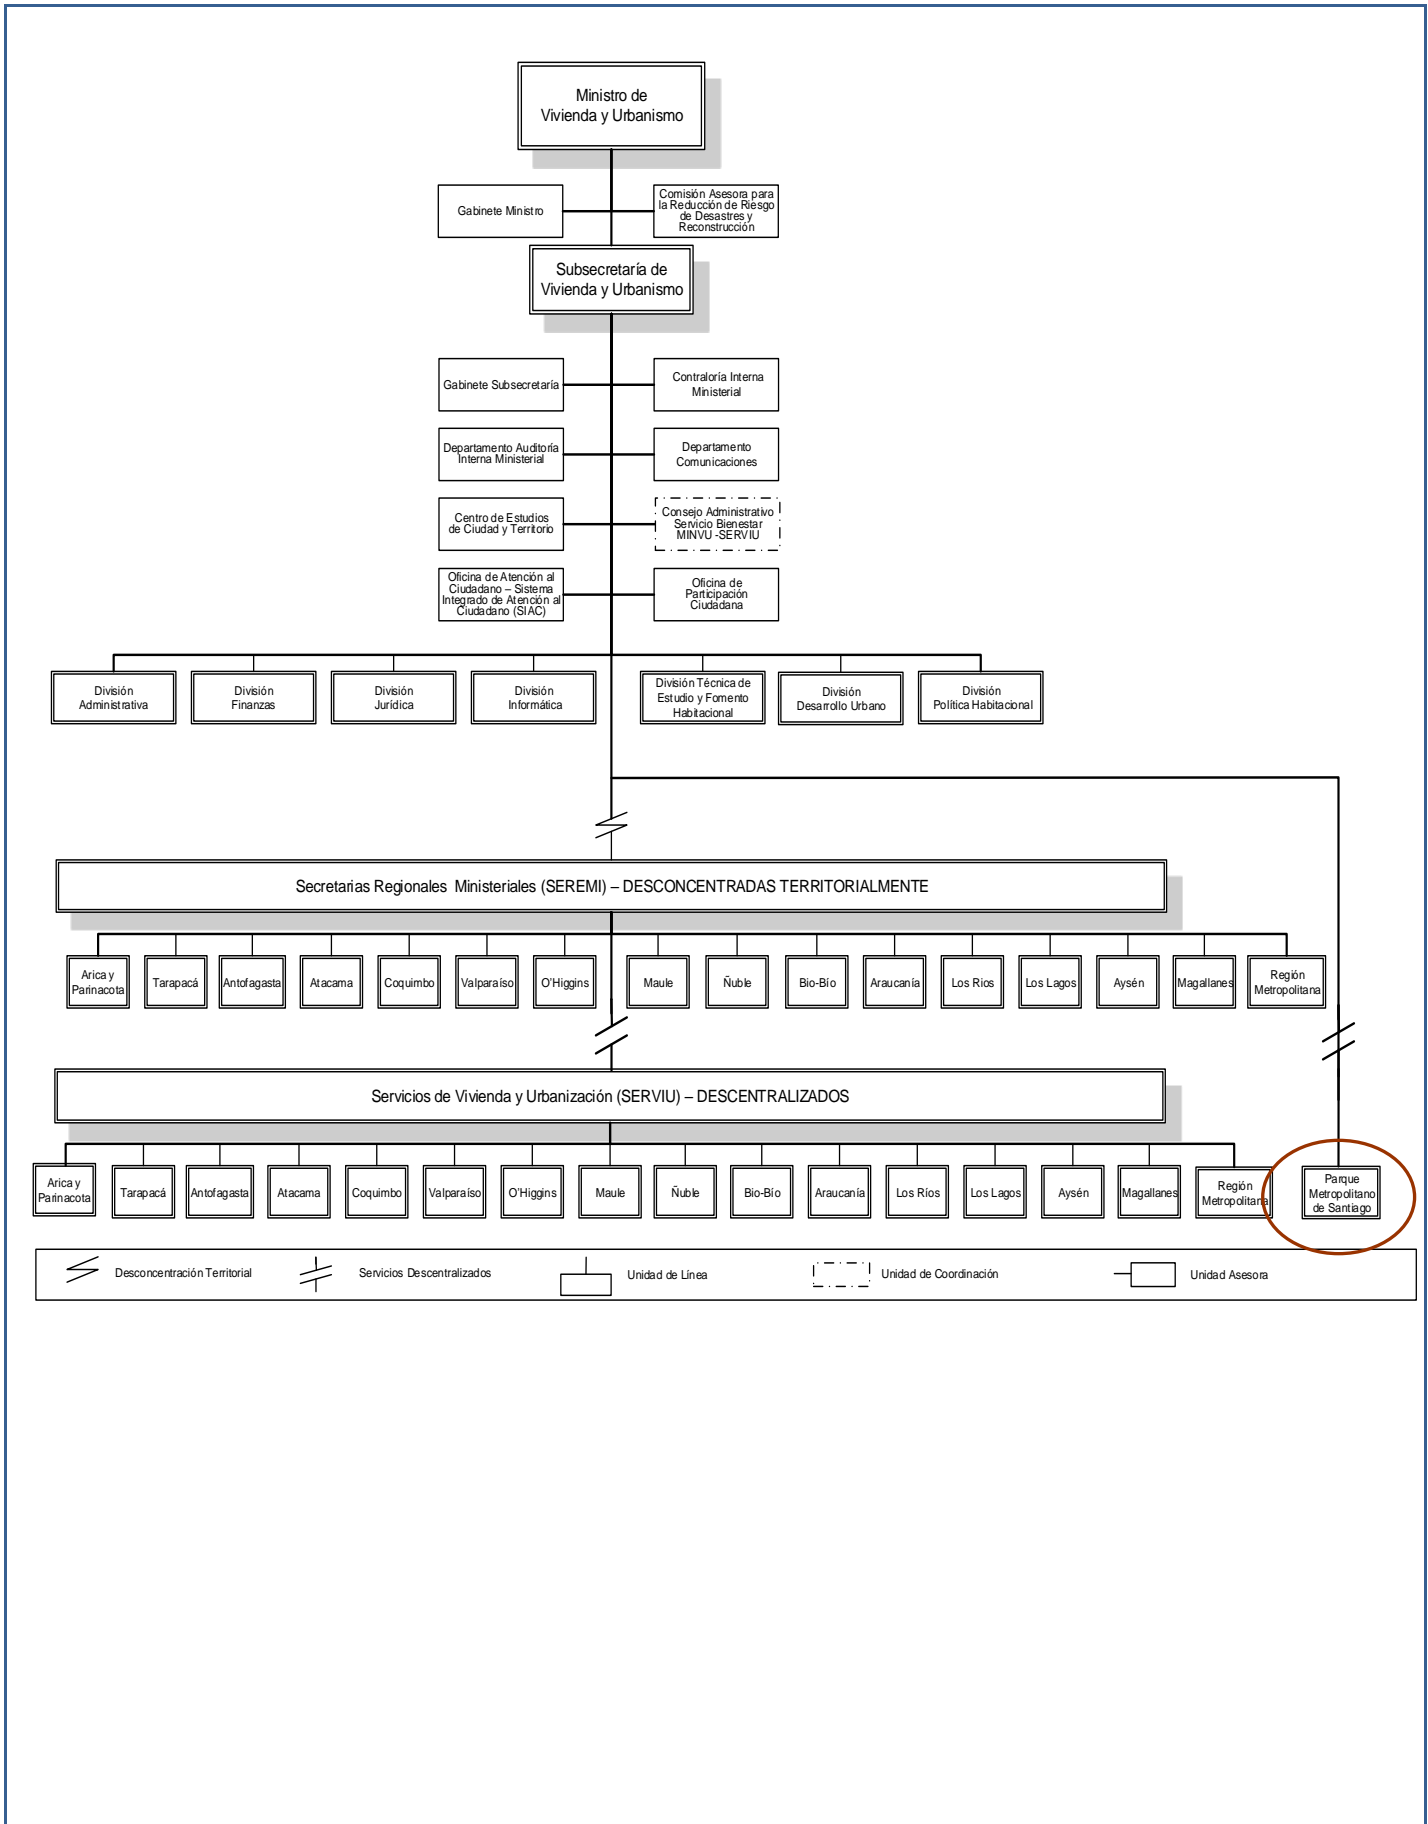 Ministro de
Vivienda y Urbanismo
Gabinete Ministro
Comisión Asesora para
la Reducción de Riesgo
de Desastres y
Reconstrucción
Subsecretaría de
Vivienda y Urbanismo
Gabinete Subsecretaría
Contraloría Interna
Ministerial
Departamento Auditoría
Interna Ministerial
Departamento
Comunicaciones
Centro de Estudios
de Ciudad y Territorio
Consejo Administrativo
Servicio Bienestar
MINVU -SERVIU
Oficina de Atención al
Ciudadano – Sistema
Integrado de Atención al
Ciudadano (SIAC)
Oficina de
Participación
Ciudadana
División
Administrativa
División
Finanzas
División
Jurídica
División
Informática
División Técnica de
Estudio y Fomento
Habitacional
División
Desarrollo Urbano
División
Política Habitacional
Secretarias Regionales Ministeriales (SEREMI) – DESCONCENTRADAS TERRITORIALMENTE
Arica y
Parinacota
Tarapacá
Antofagasta
Atacama
Coquimbo
Valparaíso
O'Higgins
Maule
Ñuble
Bio-Bío
Araucanía
Los Rios
Los Lagos
Aysén
Magallanes
Región
Metropolitana
Servicios de Vivienda y Urbanización (SERVIU) – DESCENTRALIZADOS
Arica y
Parinacota
Tarapacá
Antofagasta
Atacama
Coquimbo
Valparaíso
O'Higgins
Maule
Ñuble
Bio-Bío
Araucanía
Los Ríos
Los Lagos
Aysén
Magallanes
Región
Metropolitana
Parque
Metropolitano
de Santiago
Desconcentración Territorial
Servicios Descentralizados
Unidad de Línea
Unidad de Coordinación
Unidad Asesora